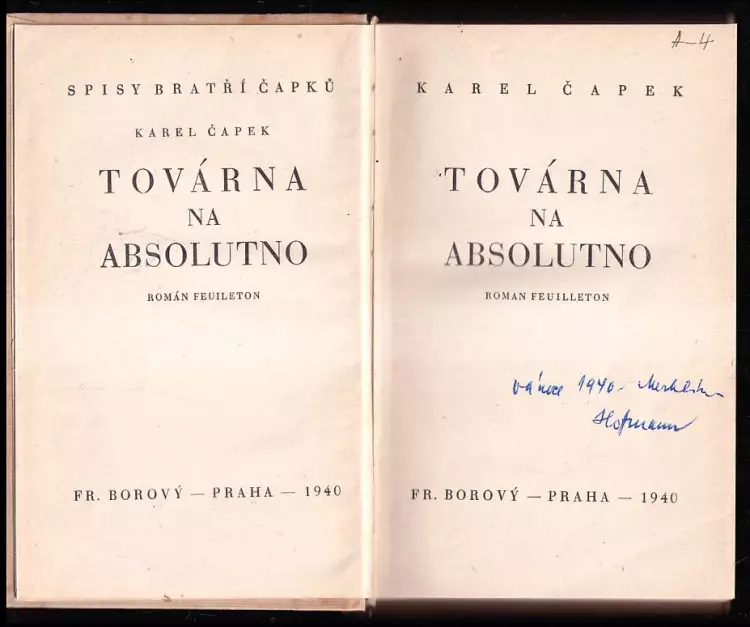 SPISY BRATŘÍ ČAPKŮ
KAREL ČAPEK
TOVÁRNA
NA
ABSOLUTNO
ROMÁN FEUILETON
FR. BOROVÝ — PRAHA — 1940
A-4
KAREL ČAPEK
TOVÁRNA
NA
ABSOLUTNO
ROMAN FEUILLETON
vánoce 1940.
Hofmann
FR. BOROVÝ — PRAHA — 1940